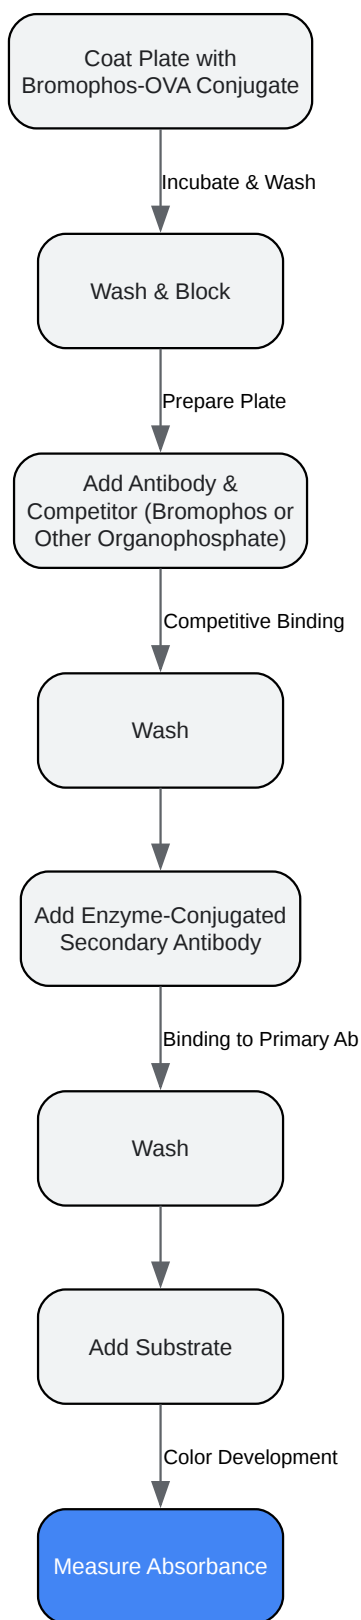 Coat Plate with
Bromophos-OVA Conjugate
Incubate & Wash
Wash & Block
Prepare Plate
Add Antibody &
Competitor (Bromophos or
Other Organophosphate)
Competitive Binding
Wash
Add Enzyme-Conjugated
Secondary Antibody
Binding to Primary Ab
Wash
Add Substrate
Color Development
Measure Absorbance